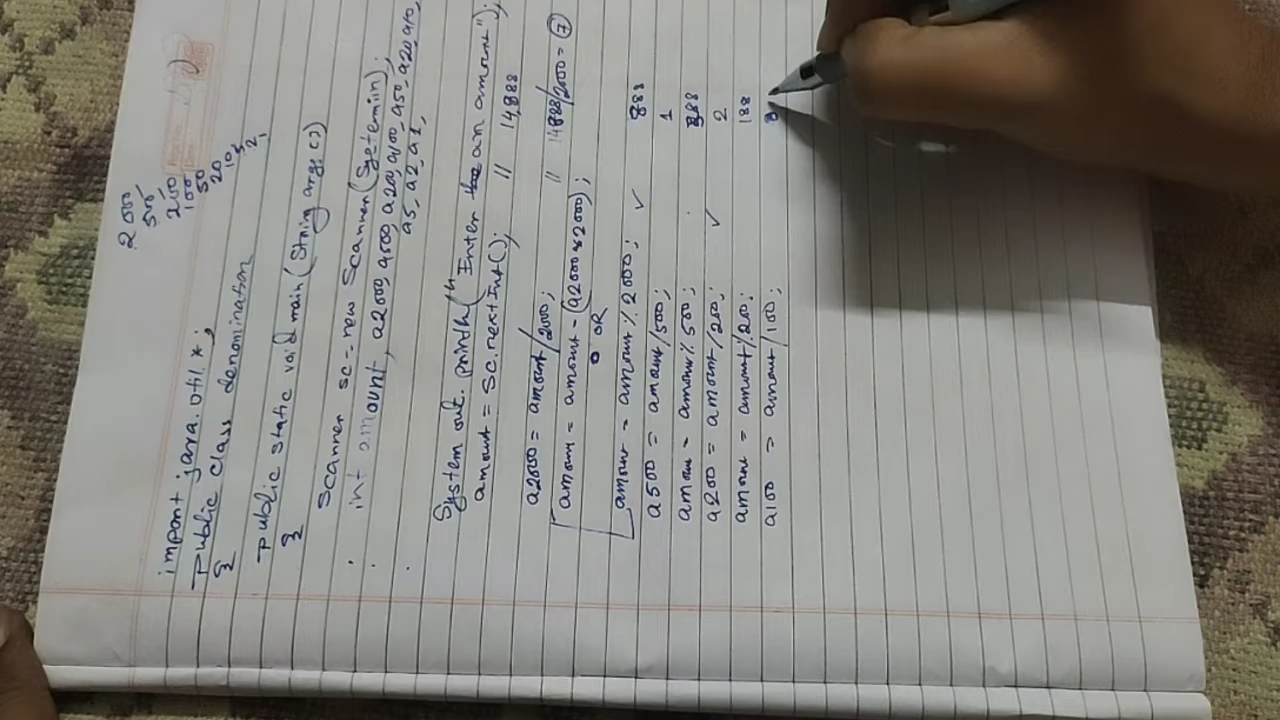 2000
500,
200
100
50
20
10
5
2,
import java.util.*;
public class denomination
{
public static void main(String args[])
{
Scanner sc = new Scanner(System.in);
int amount, a2000, a500, a200, a100, a50, a20, a10,
a5, a2, a1,
System.out.println("Enter an amount");
amount = sc.nextInt(); // 14,888
a2000 = amount/2000; // 14888/2000 = 7
amount = amount - (a2000*2000);
OR
amount = amount % 2000; ✓ 888
a500 = amount/500; 1
amount = amount % 500; 388
a200 = amount/200; ✓ 2
amount = amount % 200; 188
a100 = amount/100;